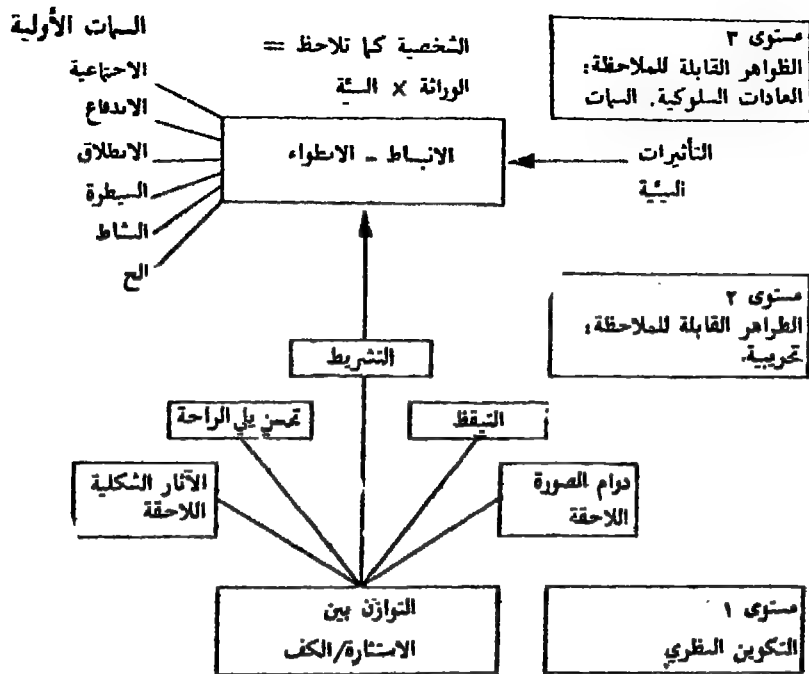 السمات الأولية
الاجتماعية
الاندفاع
الانطلاق
السيطرة
النشاط
الخ
الشخصية كما تلاحظ =
الوراثة × البيئة
الانبساط - الانطواء
التأثيرات
البيئية
مستوى ٣
الظواهر القابلة للملاحظة:
العادات السلوكية، السمات
مستوى ٢
الظواهر القابلة للملاحظة:
تجريبية.
التشريط
تحسن يلي الراحة
التيقظ
الآثار الشكلية
اللاحقة
دوام الصورة
اللاحقة
التوازن بين
الاستثارة/الكف
مستوى ١
التكوين النظري